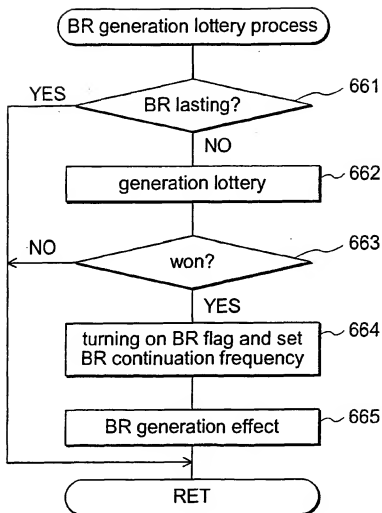 BR generation lottery process
661
YES
BR lasting?
NO
662
generation lottery
663
NO
won?
YES
664
turning on BR flag and set
BR continuation frequency
665
BR generation effect
RET